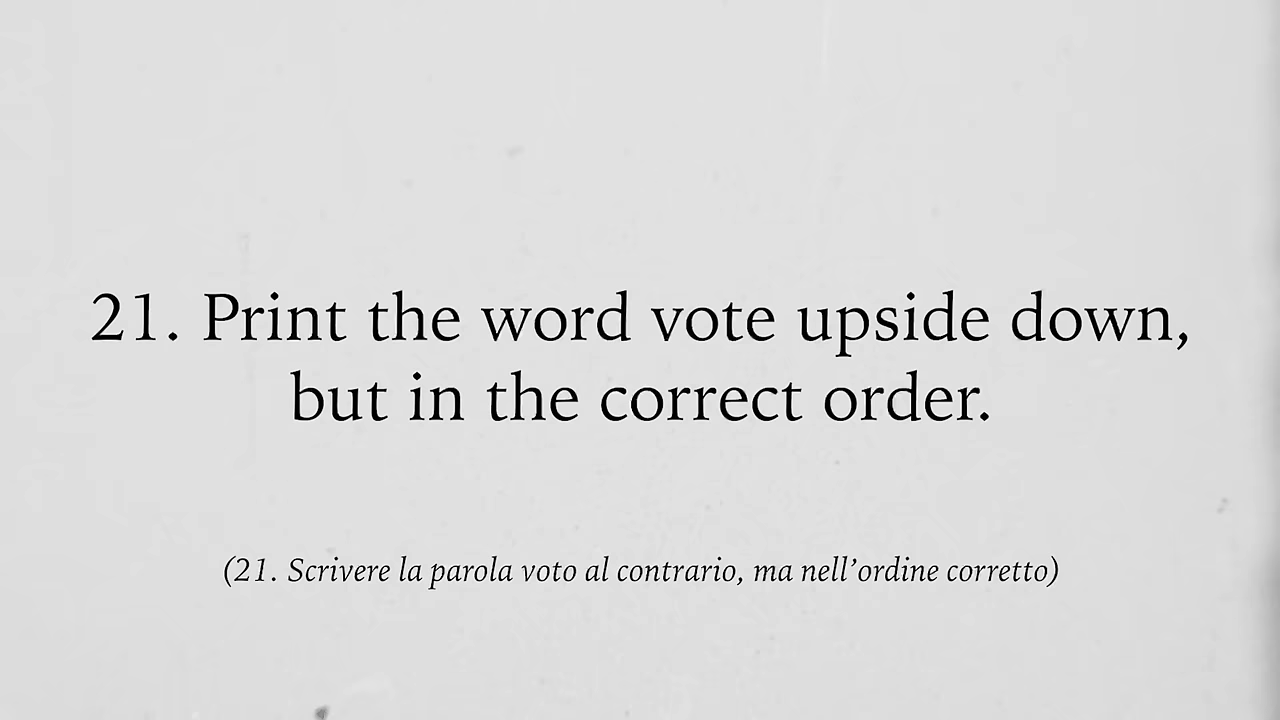 21. Print the word vote upside down,
but in the correct order.
(21. Scrivere la parola voto al contrario, ma nell’ordine corretto)